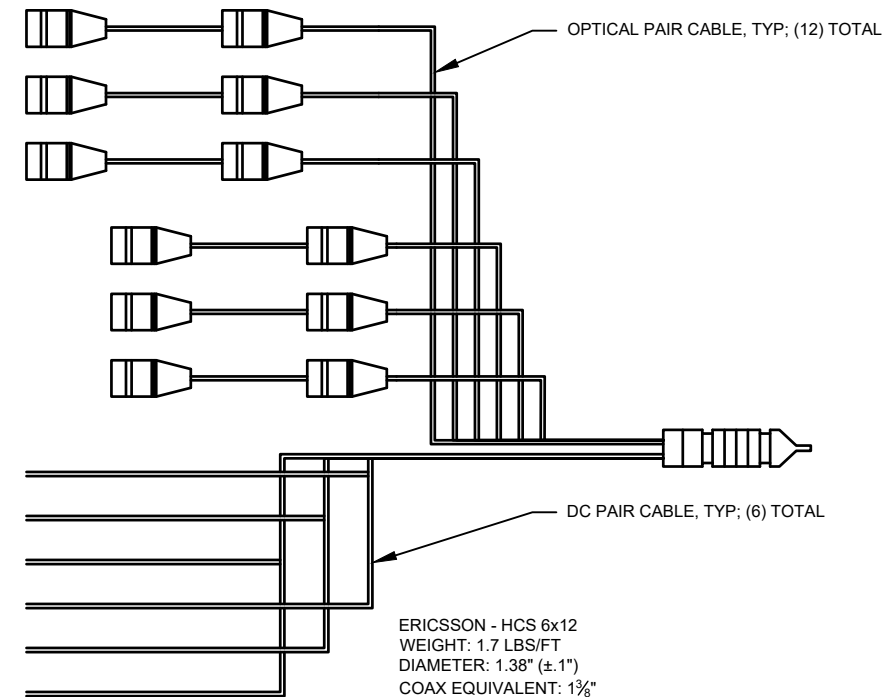 OPTICAL PAIR CABLE, TYP; (12) TOTAL
DC PAIR CABLE, TYP; (6) TOTAL
ERICSSON - HCS 6x12
WEIGHT: 1.7 LBS/FT
DIAMETER: 1.38" (±.1")
COAX EQUIVALENT: 1⅜"